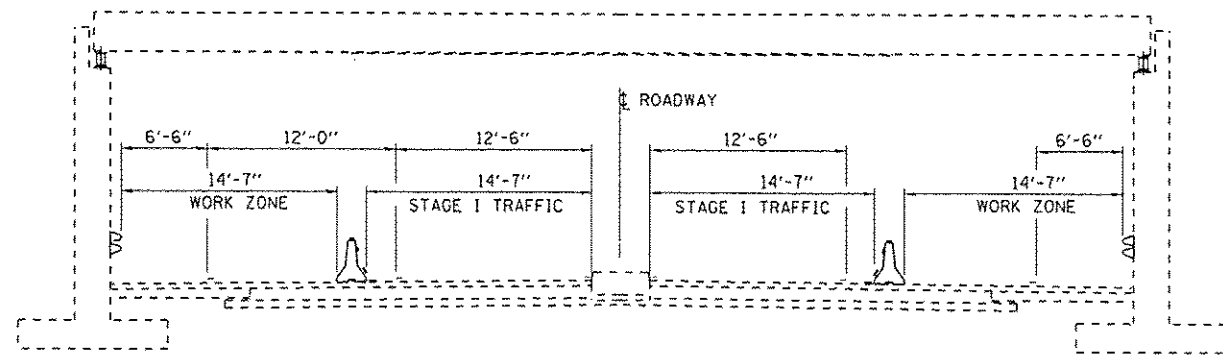 ℄ ROADWAY
6'-6" 12'-0" 12'-6" 12'-6" 6'-6"
14'-7" 14'-7" 14'-7" 14'-7"
WORK ZONE STAGE I TRAFFIC STAGE I TRAFFIC WORK ZONE